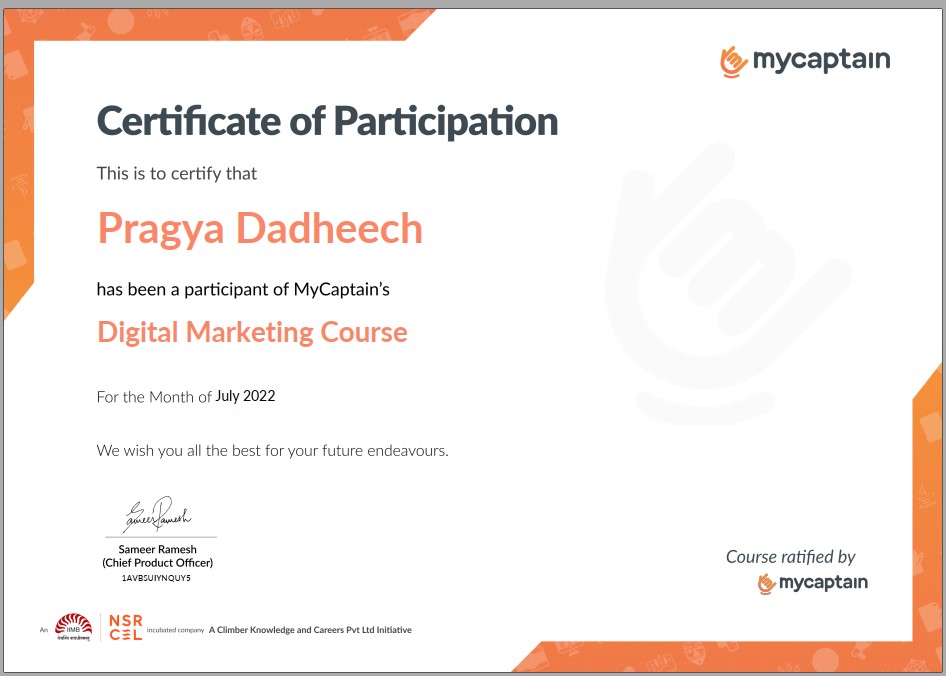 mycaptain
Certificate of Participation
This is to certify that
Pragya Dadheech
has been a participant of MyCaptain’s
Digital Marketing Course
For the Month of July 2022
We wish you all the best for your future endeavours.
Sameer Ramesh
Sameer Ramesh
(Chief Product Officer)
1AVB5UIYNQUY5
Course ratified by
mycaptain
An IIMB NSRCEL incubated company A Climber Knowledge and Careers Pvt Ltd Initiative